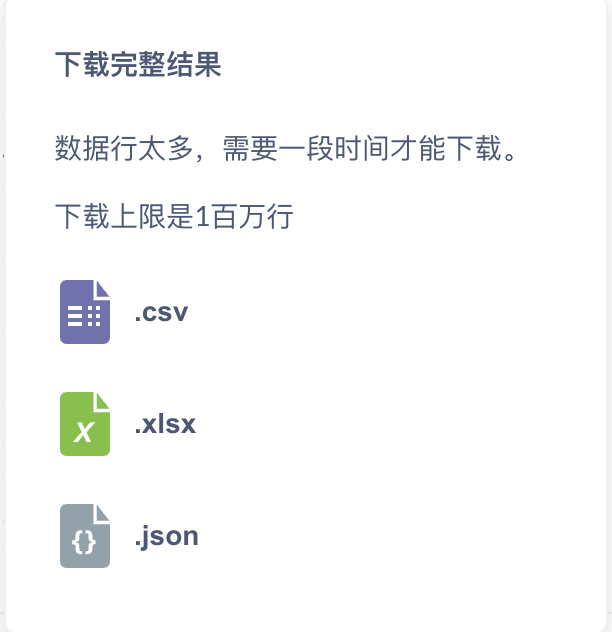 下载完整结果
数据行太多，需要一段时间才能下载。
下载上限是1百万行
.csv
X
.xlsx
{}
.json